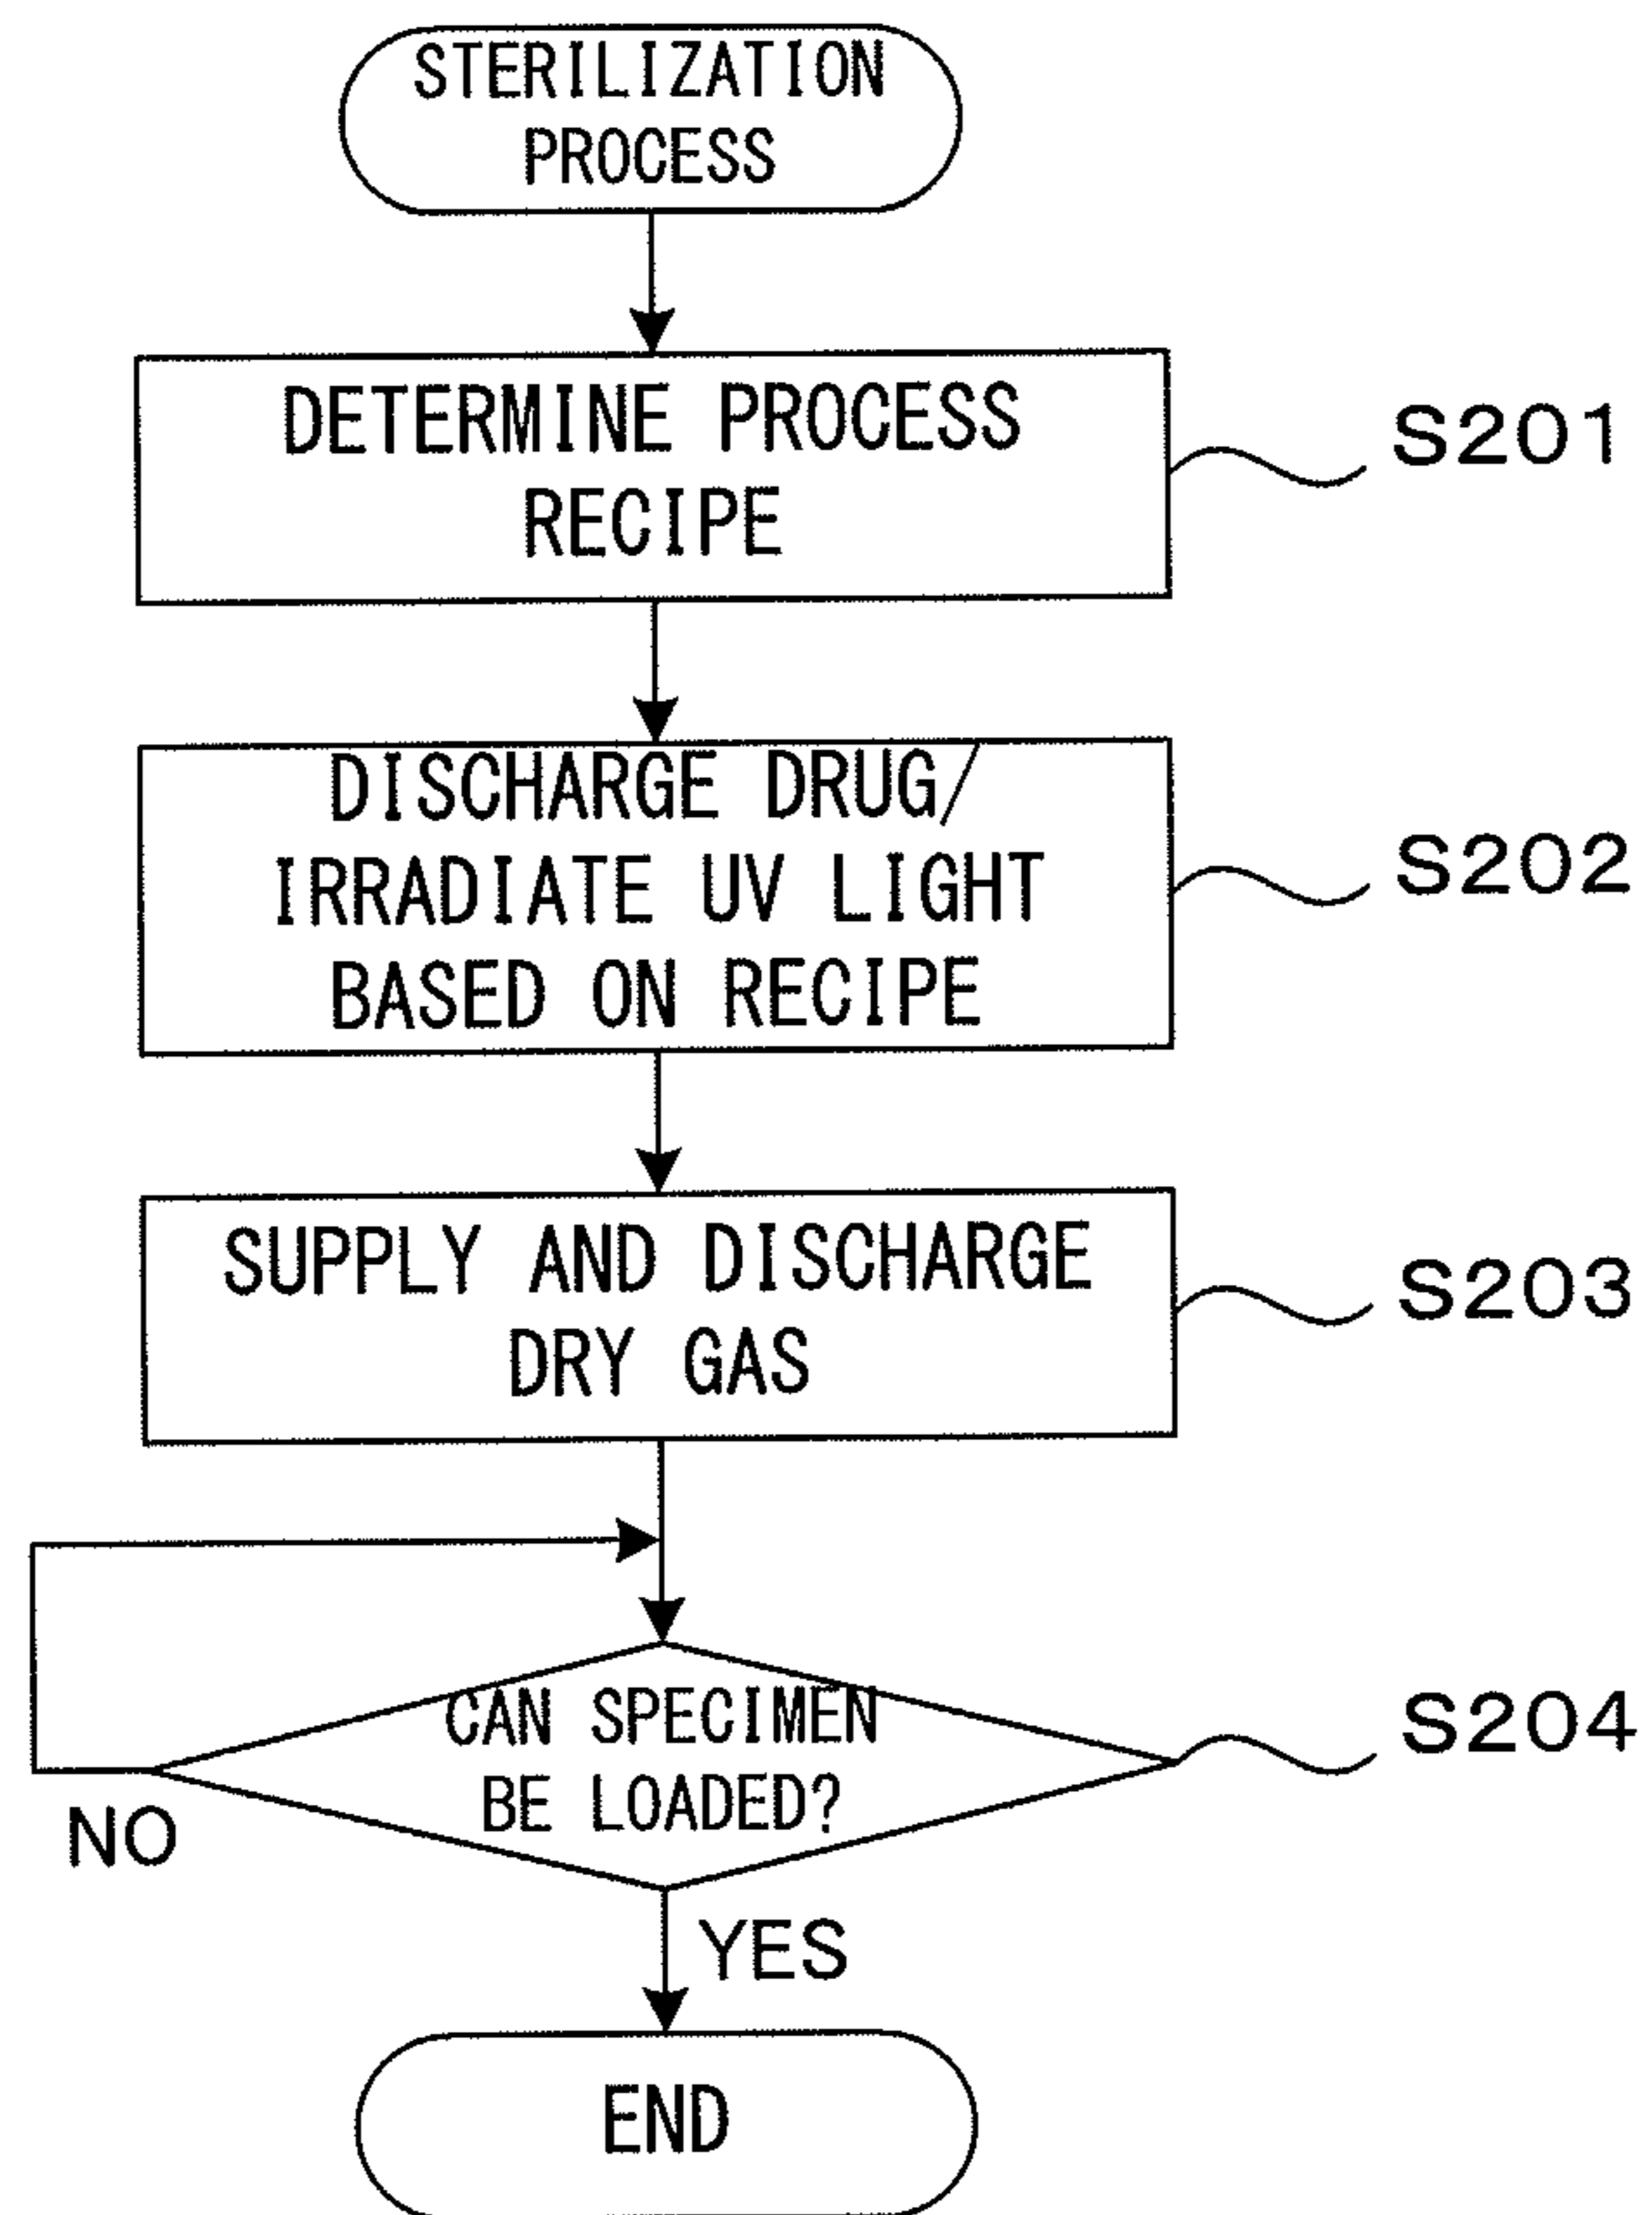 STERILIZATION
PROCESS
DETERMINE PROCESS
RECIPE
S201
DISCHARGE DRUG/
IRRADIATE UV LIGHT
BASED ON RECIPE
S202
SUPPLY AND DISCHARGE
DRY GAS
S203
CAN SPECIMEN
BE LOADED?
S204
NO
YES
END